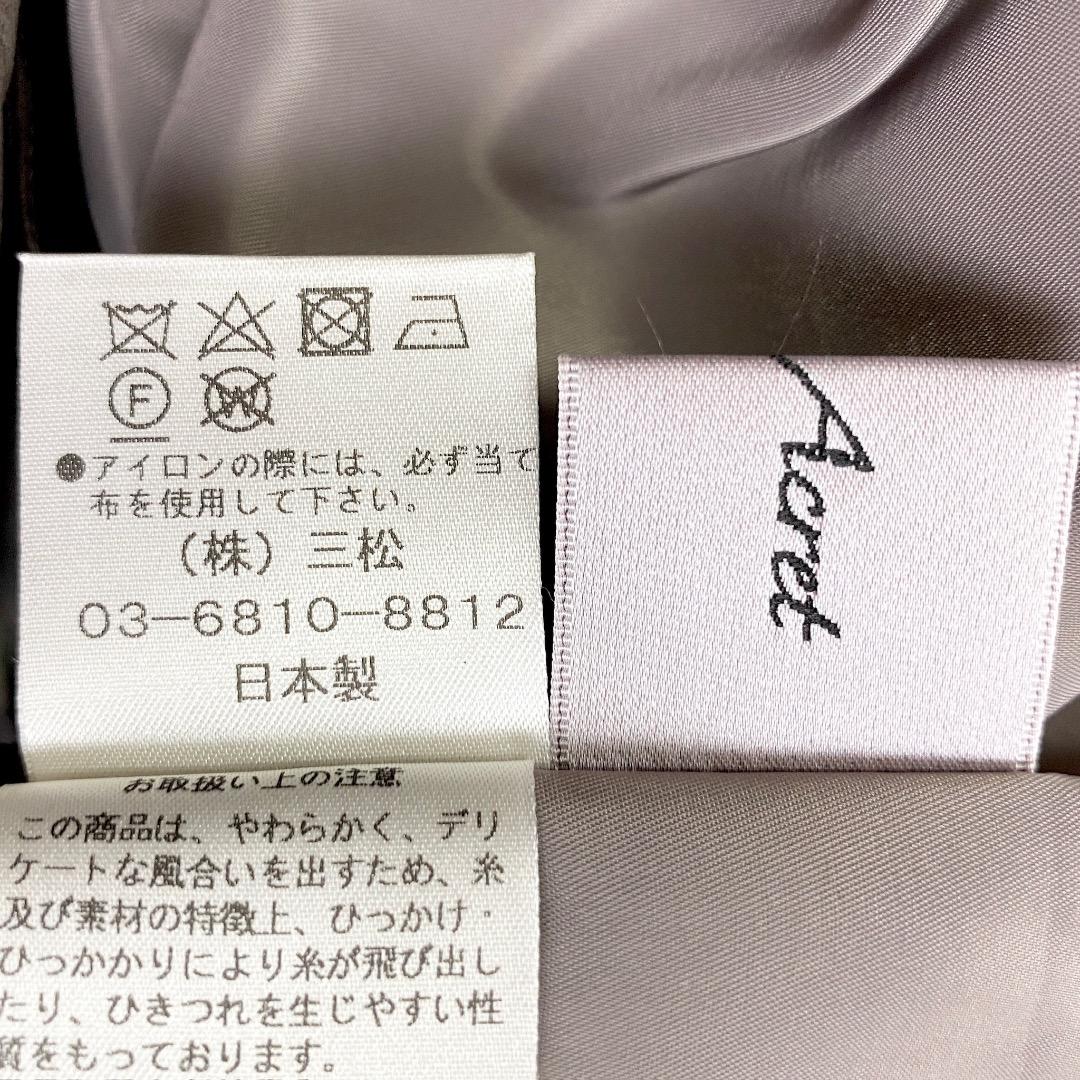 F
W
●アイロンの際には、必ず当て
布を使用して下さい。
(株)三松
03-6810-8812
日本製
Acret
お取扱い上の注意
この商品は、やわらかく、デリ
ケートな風合いを出すため、糸
及び素材の特徴上、ひっかけ・
ひっかかりにより糸が飛び出し
たり、ひきつれを生じやすい性
質をもっております。